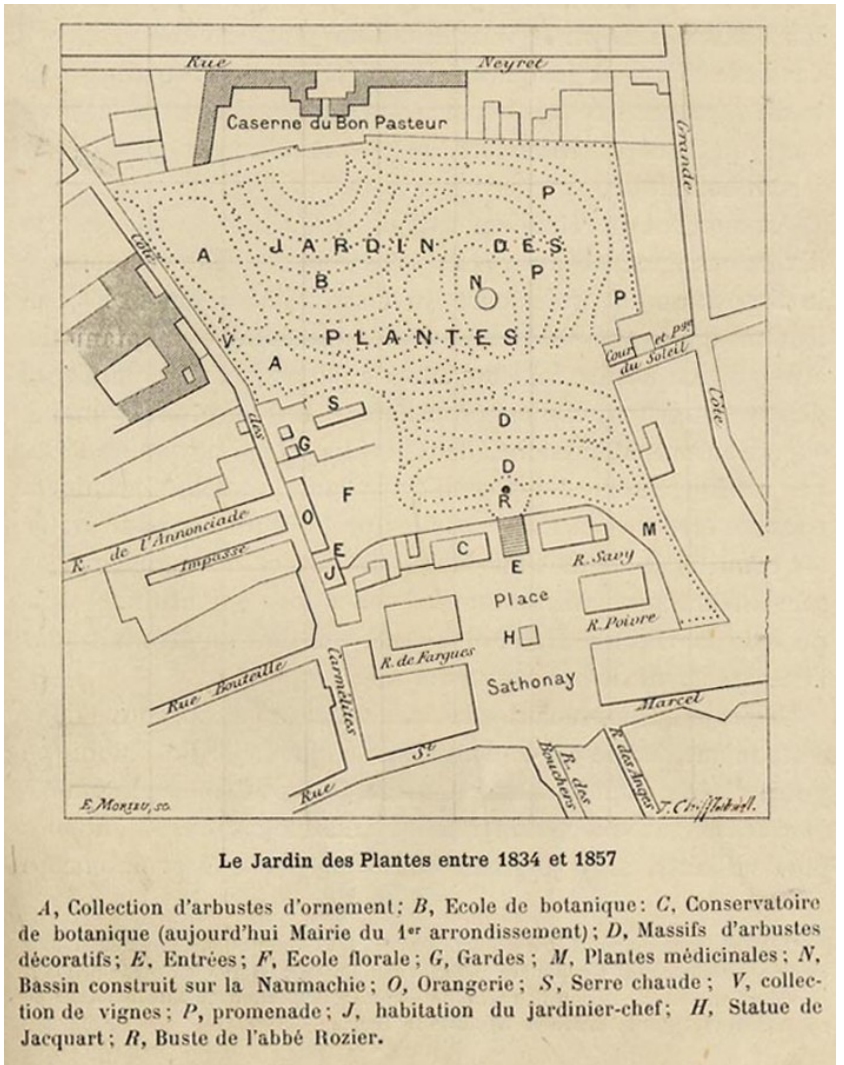 Rue Neyret
Caserne du Bon Pasteur
Grande
Côte
P
A JARDIN DES
B N P
P
V. PLANTES
A
Cour et Pge
du Soleil
Côte
S
des
D
G
D
F
R
O
M
R. de l'Annonciade
E
C
Impasse
J
E
R. Savy
Place
R. Poivre
H
R. de Fargues
Carmélites
Sathonay
Rue Bouteille
Marcel
St
Rue
R. des
Bouchers
R. des Anges
E. MORIEU, SC.
Le Jardin des Plantes entre 1834 et 1857
A, Collection d'arbustes d'ornement; B, Ecole de botanique: C, Conservatoire
de botanique (aujourd'hui Mairie du 1er arrondissement); D, Massifs d'arbustes
décoratifs; E, Entrées; F, Ecole florale; G, Gardes; M, Plantes médicinales; N,
Bassin construit sur la Naumachie; O, Orangerie; S, Serre chaude; V, collec-
tion de vignes; P, promenade; J, habitation du jardinier-chef; H, Statue de
Jacquart; R, Buste de l'abbé Rozier.